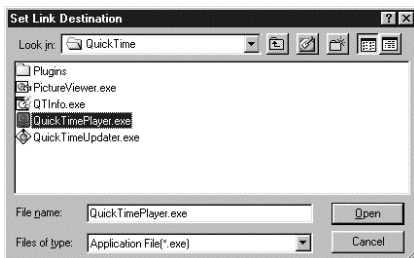 Set Link Destination
Look in: QuickTime
Plugins
PictureViewer.exe
QTInfo.exe
QuickTimePlayer.exe
QuickTimeUpdater.exe
File name: QuickTimePlayer.exe Open
Files of type: Application File(*.exe) Cancel